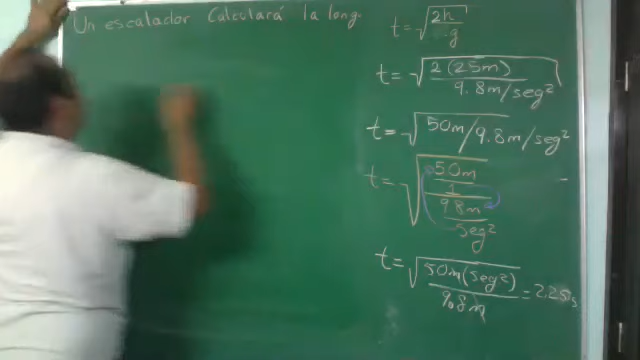 Un escalador Calculará la long.
t = √2h/g
t = √2(25m)/9.8m/seg²
t = √50m/9.8m/seg²
t = √50m/1/9.8m/seg²
t = √50m(seg²)/9.8m = 2.25s